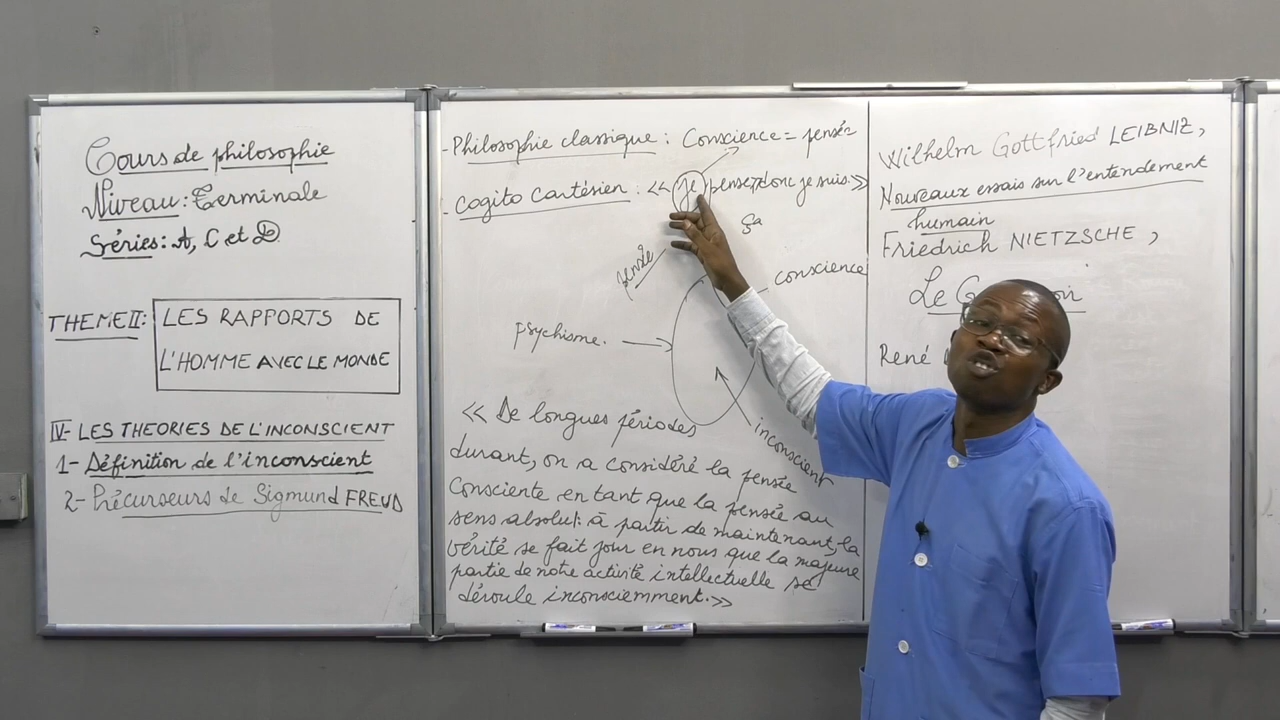 Cours de philosophie
Niveau : Terminale
Séries : A, C et D
THEME II : LES RAPPORTS DE
L'HOMME AVEC LE MONDE
IV- LES THEORIES DE L'INCONSCIENT
1- Définition de l'inconscient
2- Précurseurs de Sigmund FREUD
- Philosophie classique : Conscience = pensée
- Cogito Cartésien : << je pense, donc je suis. >>
ça
pensée
conscience
psychisme.
inconscient
<< De longues périodes
durant, on a considéré la pensée
Consciente en tant que la pensée au
sens absolu : à partir de maintenant, la
vérité se fait jour en nous que la majeure
partie de notre activité intellectuelle se
déroule inconsciemment. >>
Wilhelm Gottfried LEIBNIZ,
Nouveaux essais sur l'entendement
humain
Friedrich NIETZSCHE,
Le
René